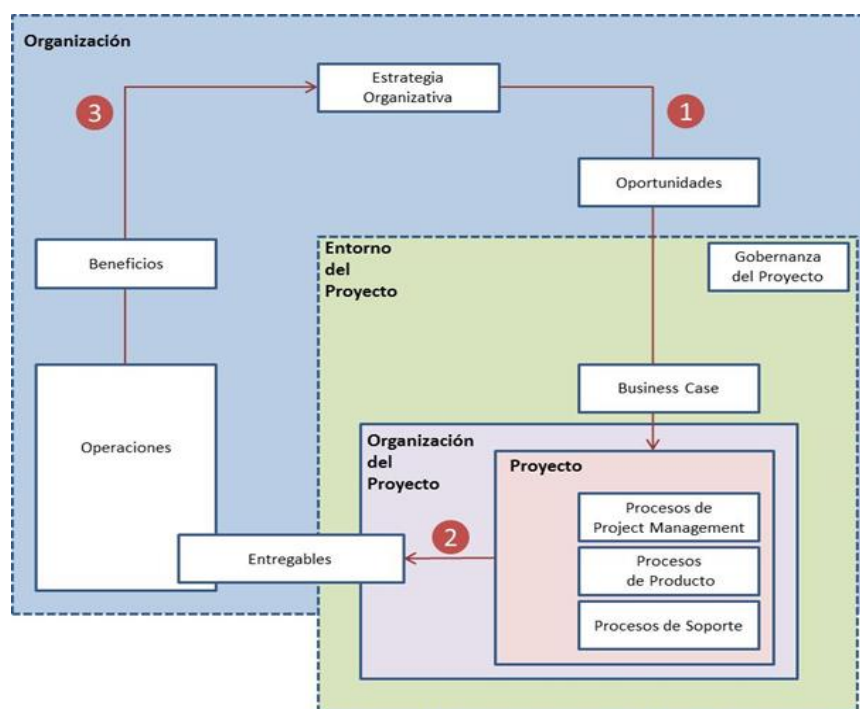 Organización
Estrategia
Organizativa
3
1
Oportunidades
Entorno
del
Proyecto
Gobernanza
del Proyecto
Beneficios
Business Case
Operaciones
Organización
del
Proyecto
Proyecto
Procesos de
Project Management
Entregables
2
Procesos
de Producto
Procesos de Soporte